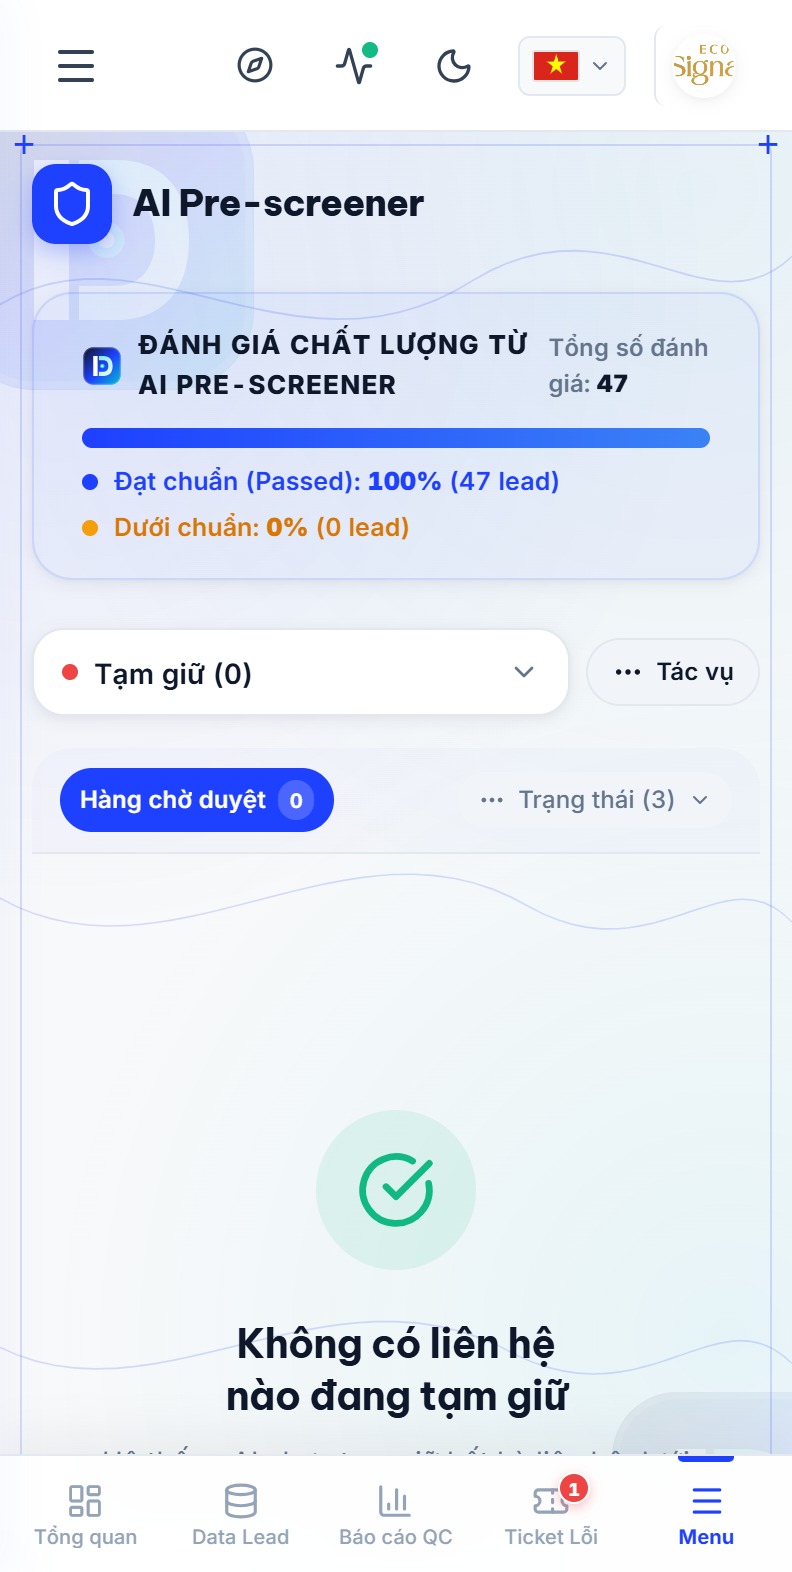 ECO
Signa
AI Pre-screener
ĐÁNH GIÁ CHẤT LƯỢNG TỪ
AI PRE-SCREENER
Tổng số đánh
giá: 47
Đạt chuẩn (Passed): 100% (47 lead)
Dưới chuẩn: 0% (0 lead)
Tạm giữ (0)
••• Tác vụ
Hàng chờ duyệt 0
••• Trạng thái (3)
Không có liên hệ
nào đang tạm giữ
1
Tổng quan
Data Lead
Báo cáo QC
Ticket Lỗi
Menu